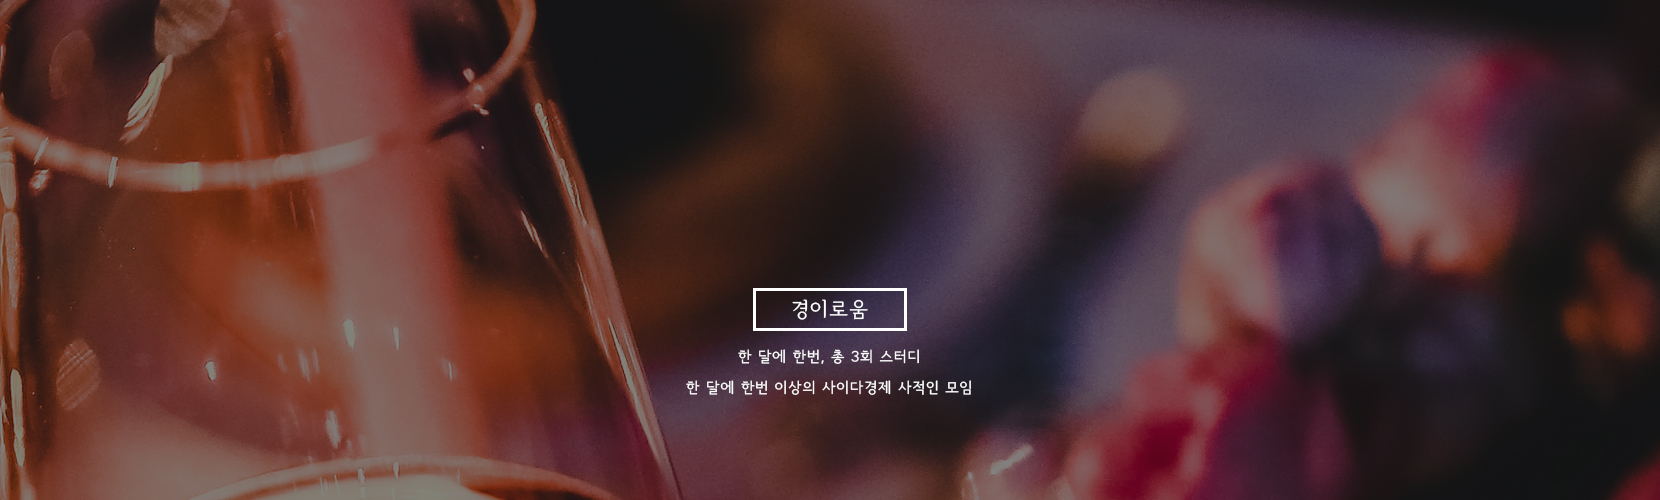 경이로움
한 달에 한번, 총 3회 스터디
한 달에 한번 이상의 사이다경제 사적인 모임